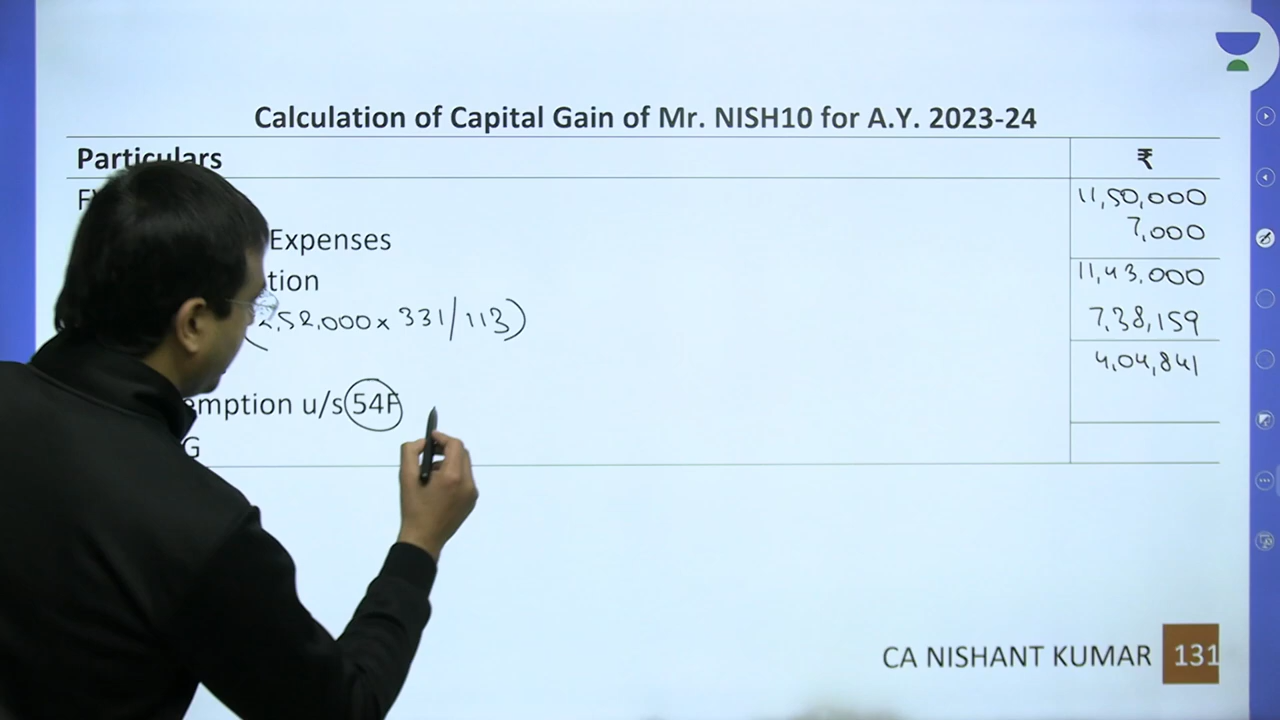 Calculation of Capital Gain of Mr. NISH10 for A.Y. 2023-24
Particulars ₹
11,50,000
Expenses 7,000
tion 11,43,000
2,52,000 x 331/113) 7,38,159
4,04,841
emption u/s 54F
G
CA NISHANT KUMAR 131